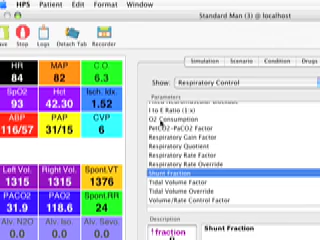 HPS Patient Edit Format Window
Standard Man (3) @ localhost
Save Stop Logs Detach Tab Recorder
HR MAP C.O.
84 82 6.3
SpO2 Hct Isch. Idx
93 42.30 1.52
ABP PAP CVP
116/57 31/15 6
Left Vol. Right Vol. Spont.VT
1315 1315 1376
PACO2 PAO2 Spont.RR
31.9 118.6 24
Alv. N2O Alv. Iso. Alv. Sevo.
0.0 0.0 0.0
Simulation Scenario Condition Drugs
Show: Respiratory Control
Parameters
I to E Ratio (1:x)
O2 Consumption
PetCO2-PaCO2 Factor
Respiratory Gain Factor
Respiratory Quotient
Respiratory Rate Factor
Respiratory Rate Override
Shunt Fraction
Tidal Volume Factor
Tidal Volume Override
Volume/Rate Control Factor
Description
!fraction
Shunt Fraction